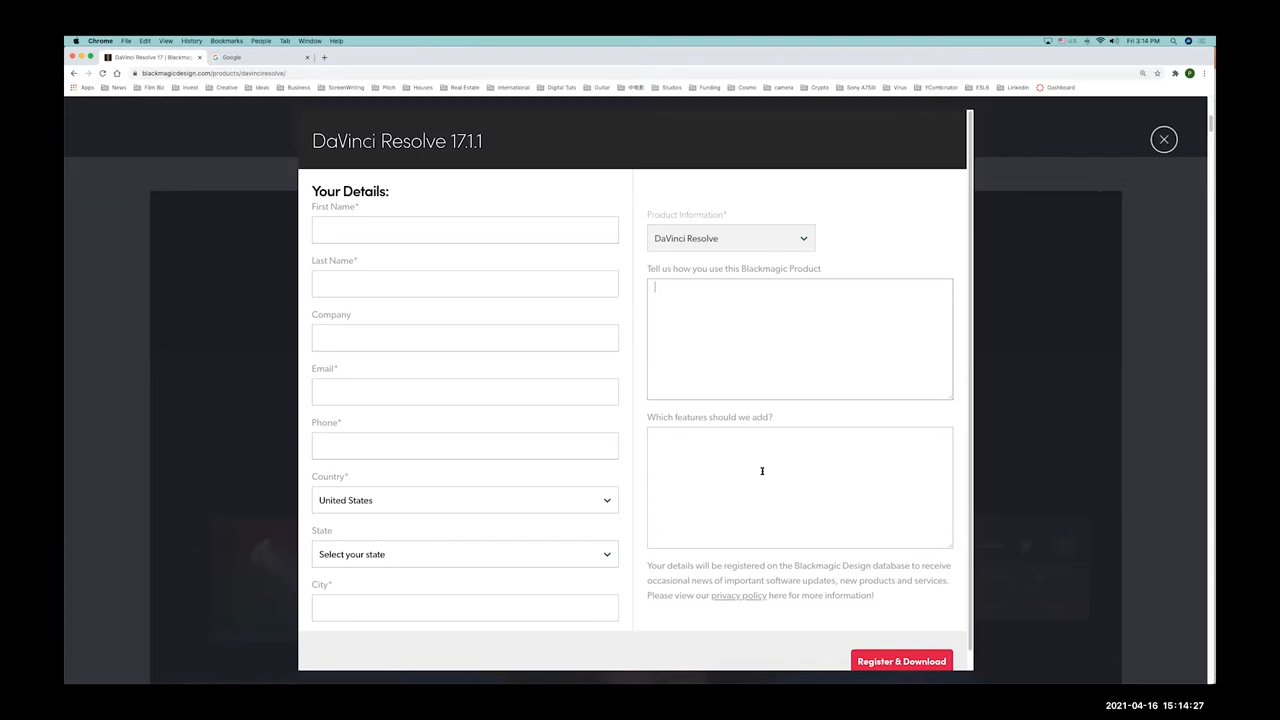 Chrome File Edit View History Bookmarks People Tab Window Help
U.S. Fri 3:14 PM
DaVinci Resolve 17 | Blackmag
Google
blackmagicdesign.com/products/davinciresolve/
P
Apps News Film Biz Invest Creative Ideas Business ScreenWriting Pitch Houses Real Estate International Digital Tuts Guitar Studios Funding Cosmo camera Crypto Sony A7SIII Virus YCombinator ESL6 Linkedin Dashboard
DaVinci Resolve 17.1.1
Your Details:
First Name*
Last Name*
Company
Email*
Phone*
Country*
United States
State
Select your state
City*
Product Information*
DaVinci Resolve
Tell us how you use this Blackmagic Product
Which features should we add?
Your details will be registered on the Blackmagic Design database to receive
occasional news of important software updates, new products and services.
Please view our privacy policy here for more information!
Register & Download
2021-04-16 15:14:27